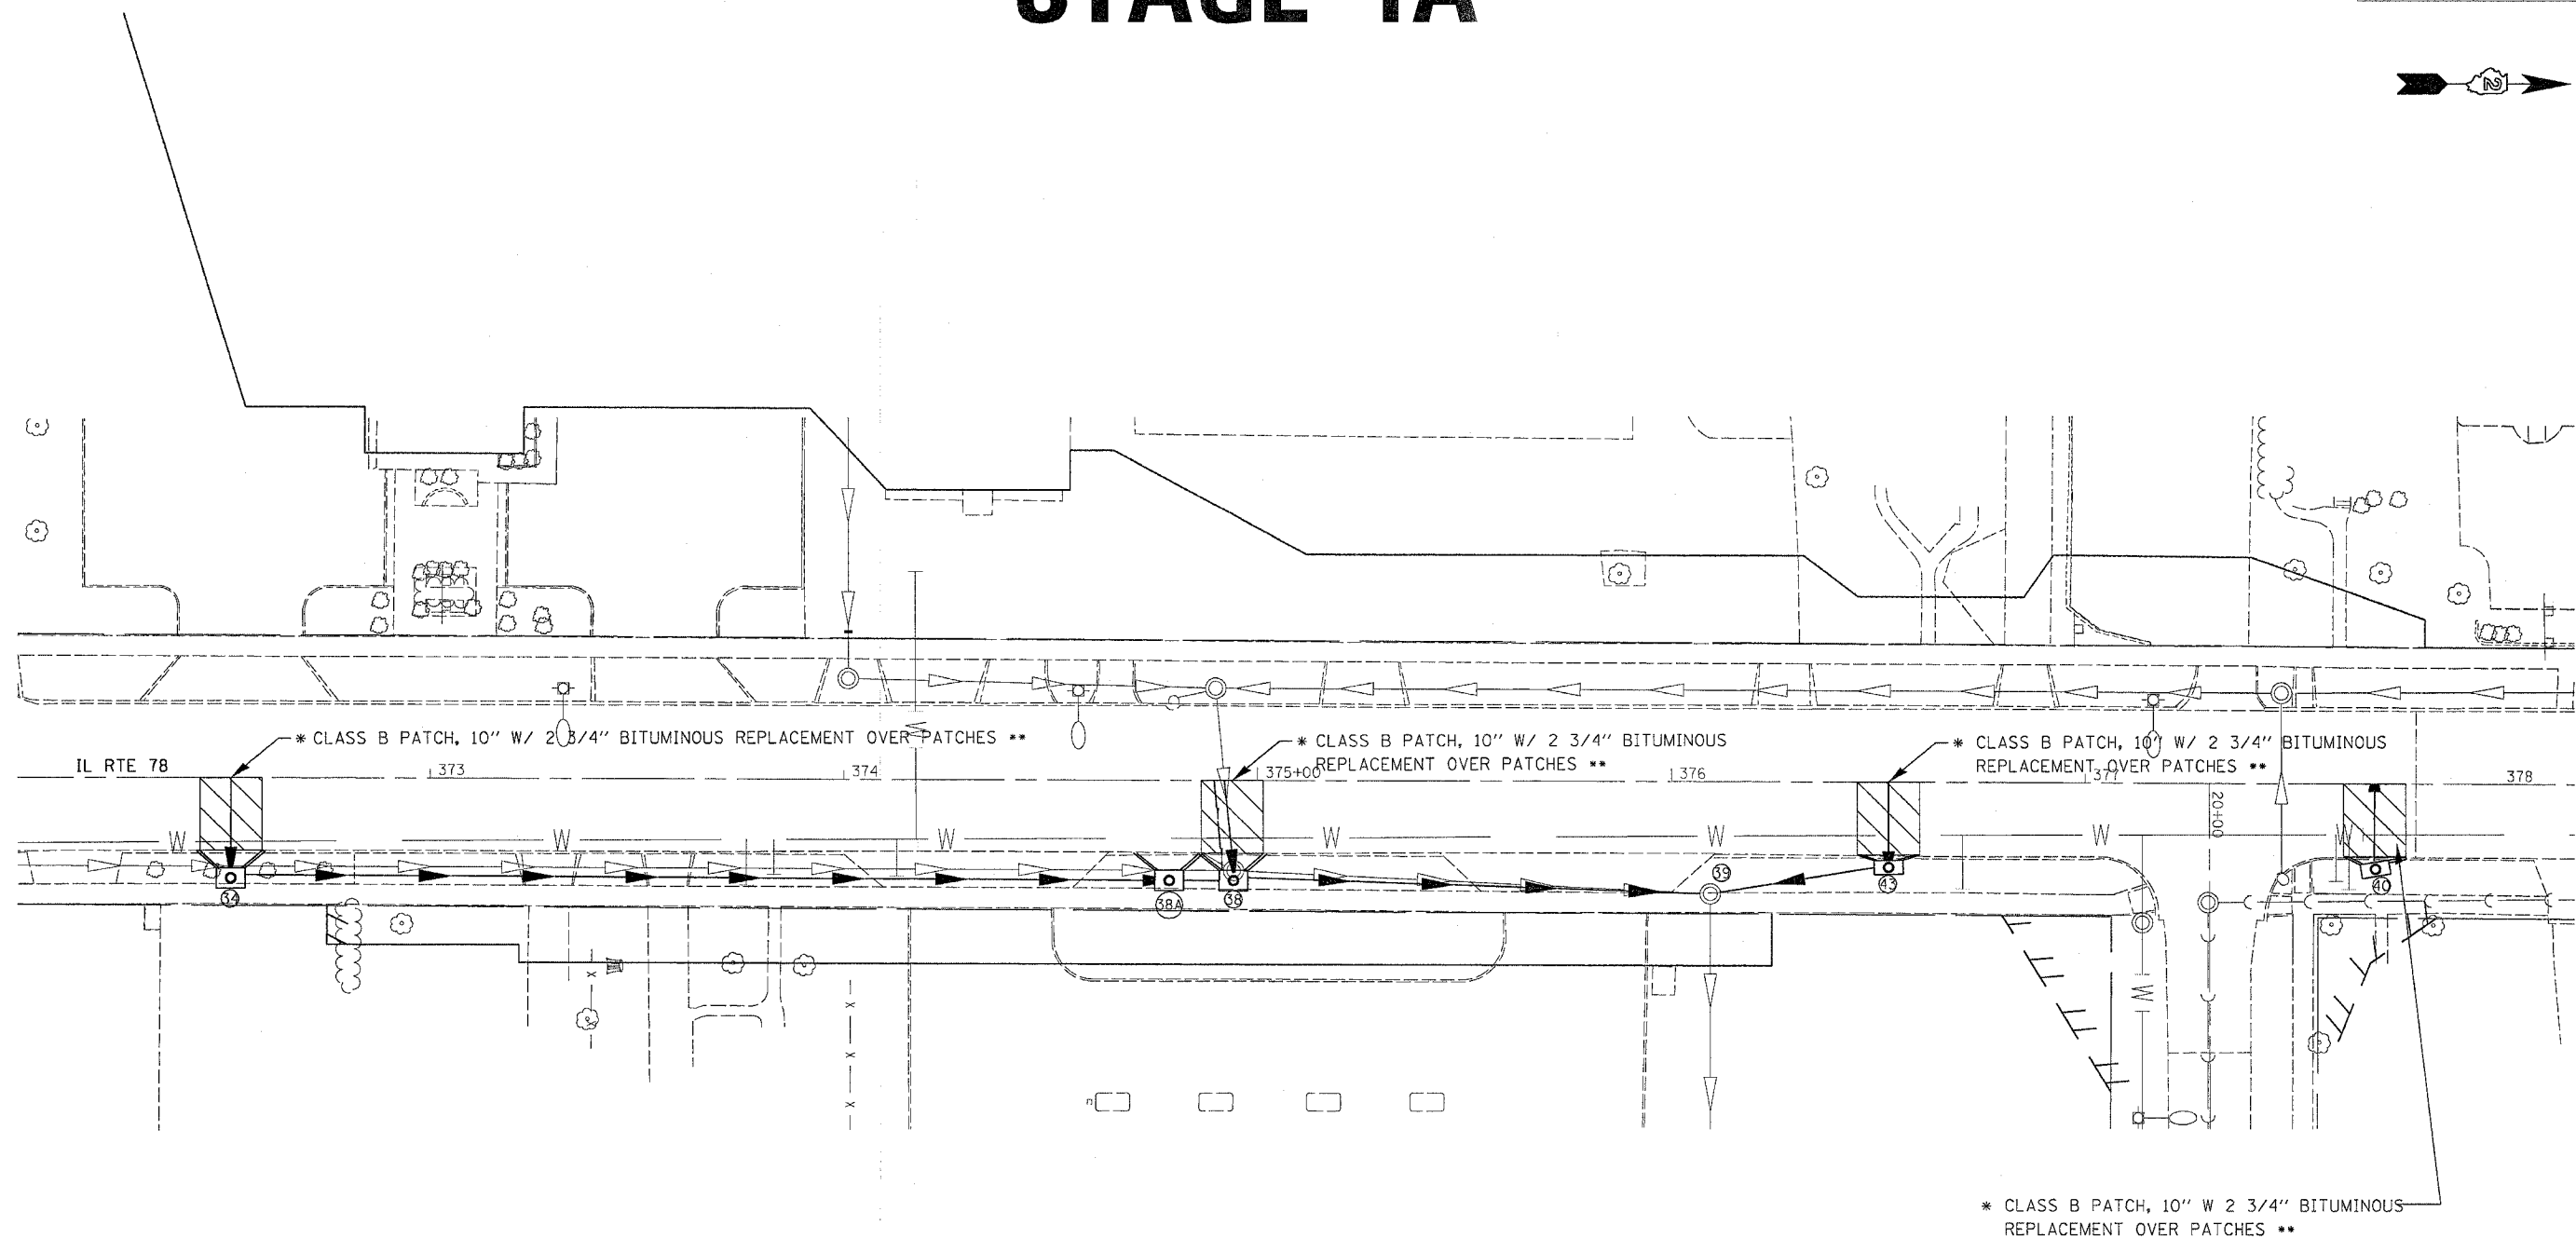 STAGE 1A
2
* CLASS B PATCH, 10" W/ 2 3/4" BITUMINOUS REPLACEMENT OVER PATCHES **
* CLASS B PATCH, 10" W/ 2 3/4" BITUMINOUS
REPLACEMENT OVER PATCHES **
* CLASS B PATCH, 10" W/ 2 3/4" BITUMINOUS
REPLACEMENT OVER PATCHES **
IL RTE 78
373
374
375+00
376
377
378
20+00
W
W
W
W
W
W
W
W
W
34
38A
38
39
43
40
* CLASS B PATCH, 10" W 2 3/4" BITUMINOUS
REPLACEMENT OVER PATCHES **